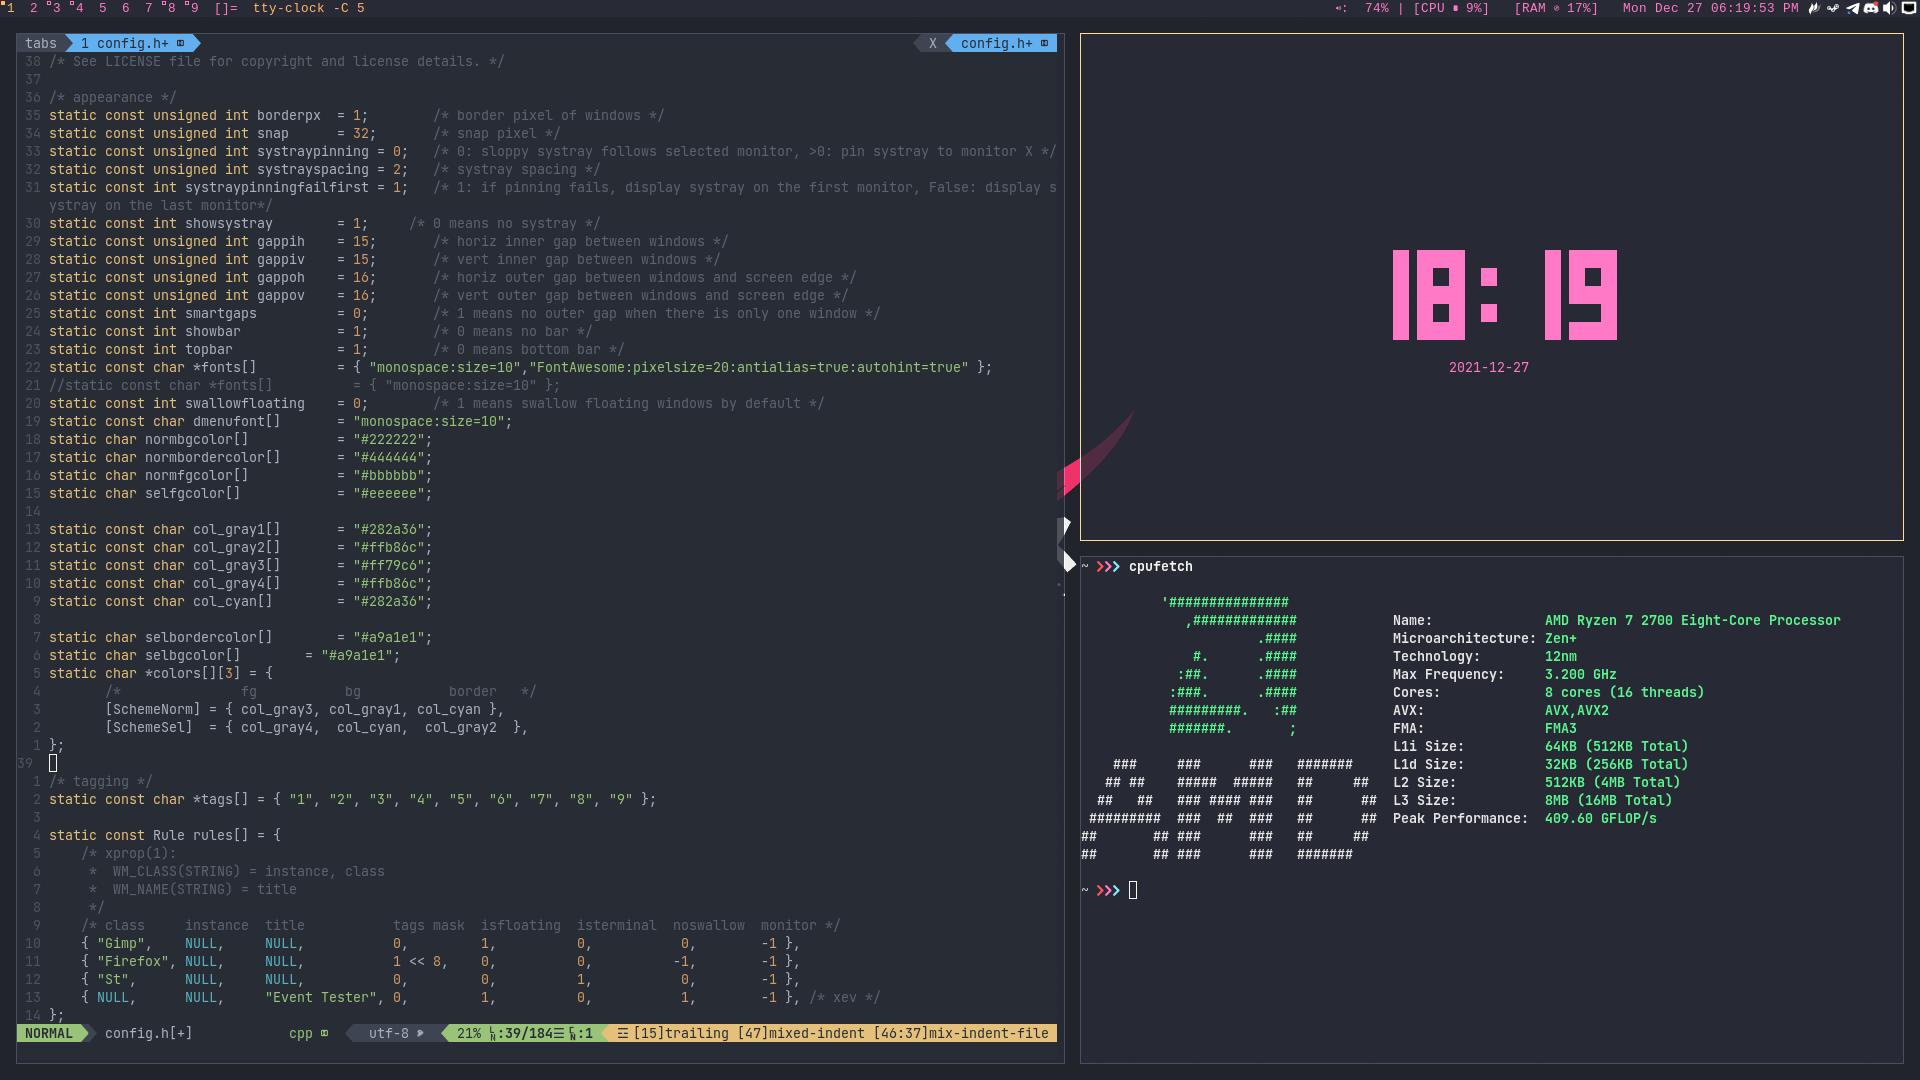 1 2 3 4 5 6 7 8 9 []= tty-clock -C 5
: 74% | [CPU 9%] [RAM 17%] Mon Dec 27 06:19:53 PM
tabs 1 config.h+ X config.h+
38 /* See LICENSE file for copyright and license details. */
37
36 /* appearance */
35 static const unsigned int borderpx = 1; /* border pixel of windows */
34 static const unsigned int snap = 32; /* snap pixel */
33 static const unsigned int systraypinning = 0; /* 0: sloppy systray follows selected monitor, >0: pin systray to monitor X */
32 static const unsigned int systrayspacing = 2; /* systray spacing */
31 static const int systraypinningfailfirst = 1; /* 1: if pinning fails, display systray on the first monitor, False: display s
ystray on the last monitor*/
30 static const int showsystray = 1; /* 0 means no systray */
29 static const unsigned int gappih = 15; /* horiz inner gap between windows */
28 static const unsigned int gappiv = 15; /* vert inner gap between windows */
27 static const unsigned int gappoh = 16; /* horiz outer gap between windows and screen edge */
26 static const unsigned int gappov = 16; /* vert outer gap between windows and screen edge */
25 static const int smartgaps = 0; /* 1 means no outer gap when there is only one window */
24 static const int showbar = 1; /* 0 means no bar */
23 static const int topbar = 1; /* 0 means bottom bar */
22 static const char *fonts[] = { "monospace:size=10","FontAwesome:pixelsize=20:antialias=true:autohint=true" };
21 //static const char *fonts[] = { "monospace:size=10" };
20 static const int swallowfloating = 0; /* 1 means swallow floating windows by default */
19 static const char dmenufont[] = "monospace:size=10";
18 static char normbgcolor[] = "#222222";
17 static char normbordercolor[] = "#444444";
16 static char normfgcolor[] = "#bbbbbb";
15 static char selfgcolor[] = "#eeeeee";
14
13 static const char col_gray1[] = "#282a36";
12 static const char col_gray2[] = "#ffb86c";
11 static const char col_gray3[] = "#ff79c6";
10 static const char col_gray4[] = "#ffb86c";
9 static const char col_cyan[] = "#282a36";
8
7 static char selbordercolor[] = "#a9a1e1";
6 static char selbgcolor[] = "#a9a1e1";
5 static char *colors[][3] = {
4 /* fg bg border */
3 [SchemeNorm] = { col_gray3, col_gray1, col_cyan },
2 [SchemeSel] = { col_gray4, col_cyan, col_gray2 },
1 };
39
1 /* tagging */
2 static const char *tags[] = { "1", "2", "3", "4", "5", "6", "7", "8", "9" };
3
4 static const Rule rules[] = {
5 /* xprop(1):
6 * WM_CLASS(STRING) = instance, class
7 * WM_NAME(STRING) = title
8 */
9 /* class instance title tags mask isfloating isterminal noswallow monitor */
10 { "Gimp", NULL, NULL, 0, 1, 0, 0, -1 },
11 { "Firefox", NULL, NULL, 1 << 8, 0, 0, -1, -1 },
12 { "St", NULL, NULL, 0, 0, 1, 0, -1 },
13 { NULL, NULL, "Event Tester", 0, 1, 0, 1, -1 }, /* xev */
14 };
NORMAL config.h[+] cpp utf-8 21% :39/184 :1 [15]trailing [47]mixed-indent [46:37]mix-indent-file
18:19
2021-12-27
~ ❯❯❯ cpufetch
'###############
,############# Name: AMD Ryzen 7 2700 Eight-Core Processor
.#### Microarchitecture: Zen+
#. .#### Technology: 12nm
:##. .#### Max Frequency: 3.200 GHz
:###. .#### Cores: 8 cores (16 threads)
#########. :## AVX: AVX,AVX2
#######. ; FMA: FMA3
L1i Size: 64KB (512KB Total)
### ### ### ####### L1d Size: 32KB (256KB Total)
## ## ##### ##### ## ## L2 Size: 512KB (4MB Total)
## ## ### #### ### ## ## L3 Size: 8MB (16MB Total)
######### ### ## ### ## ## Peak Performance: 409.60 GFLOP/s
## ## ### ### ## ##
## ## ### ### #######
~ ❯❯❯